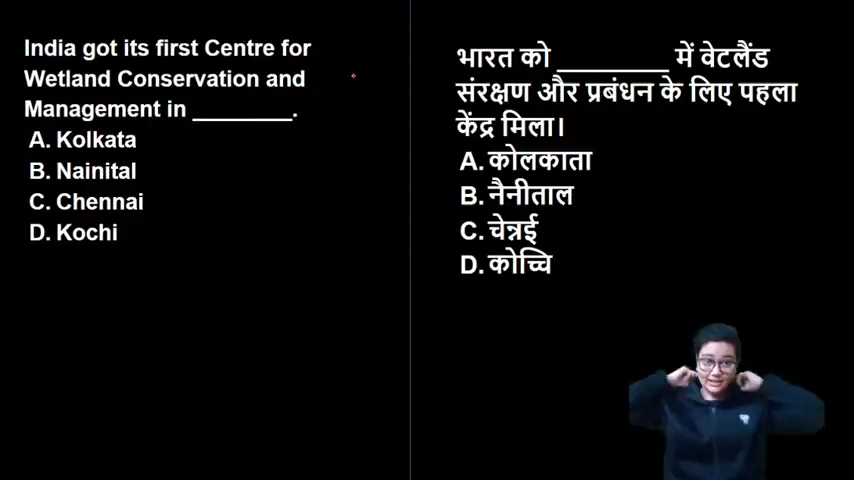 India got its first Centre for
Wetland Conservation and
Management in ________.
A. Kolkata
B. Nainital
C. Chennai
D. Kochi
भारत को ________ में वेटलैंड
संरक्षण और प्रबंधन के लिए पहला
केंद्र मिला।
A. कोलकाता
B. नैनीताल
C. चेन्नई
D. कोच्चि